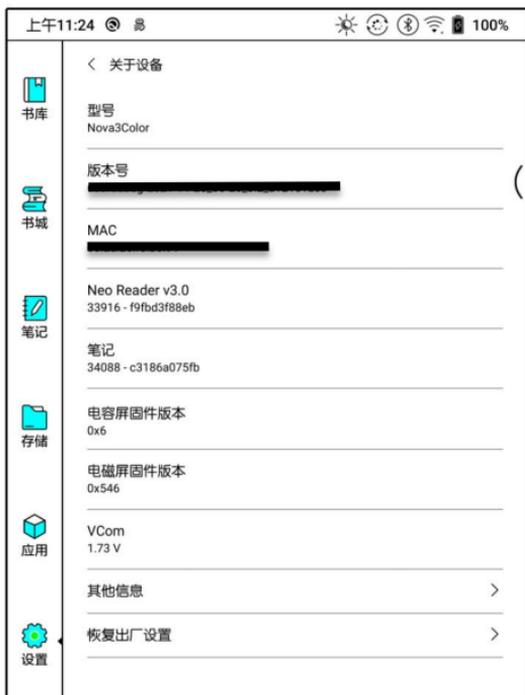 上午11:24
100%
关于设备
型号
Nova3Color
版本号
MAC
Neo Reader v3.0
33916 - f9fbd3f88eb
笔记
34088 - c3186a075fb
电容屏固件版本
0x6
电磁屏固件版本
0x546
VCom
1.73 V
其他信息
恢复出厂设置
书库
书城
笔记
存储
应用
设置